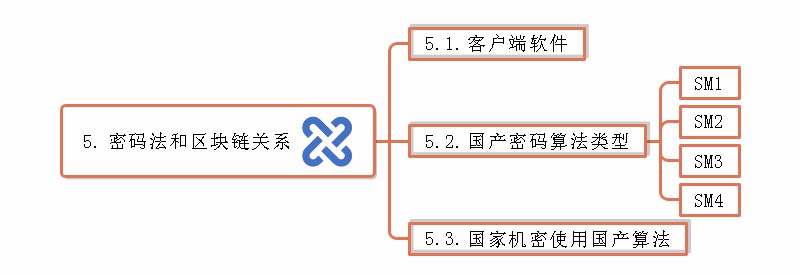 5.1.客户端软件
SM1
5. 密码法和区块链关系
5.2.国产密码算法类型
SM2
SM3
SM4
5.3.国家机密使用国产算法